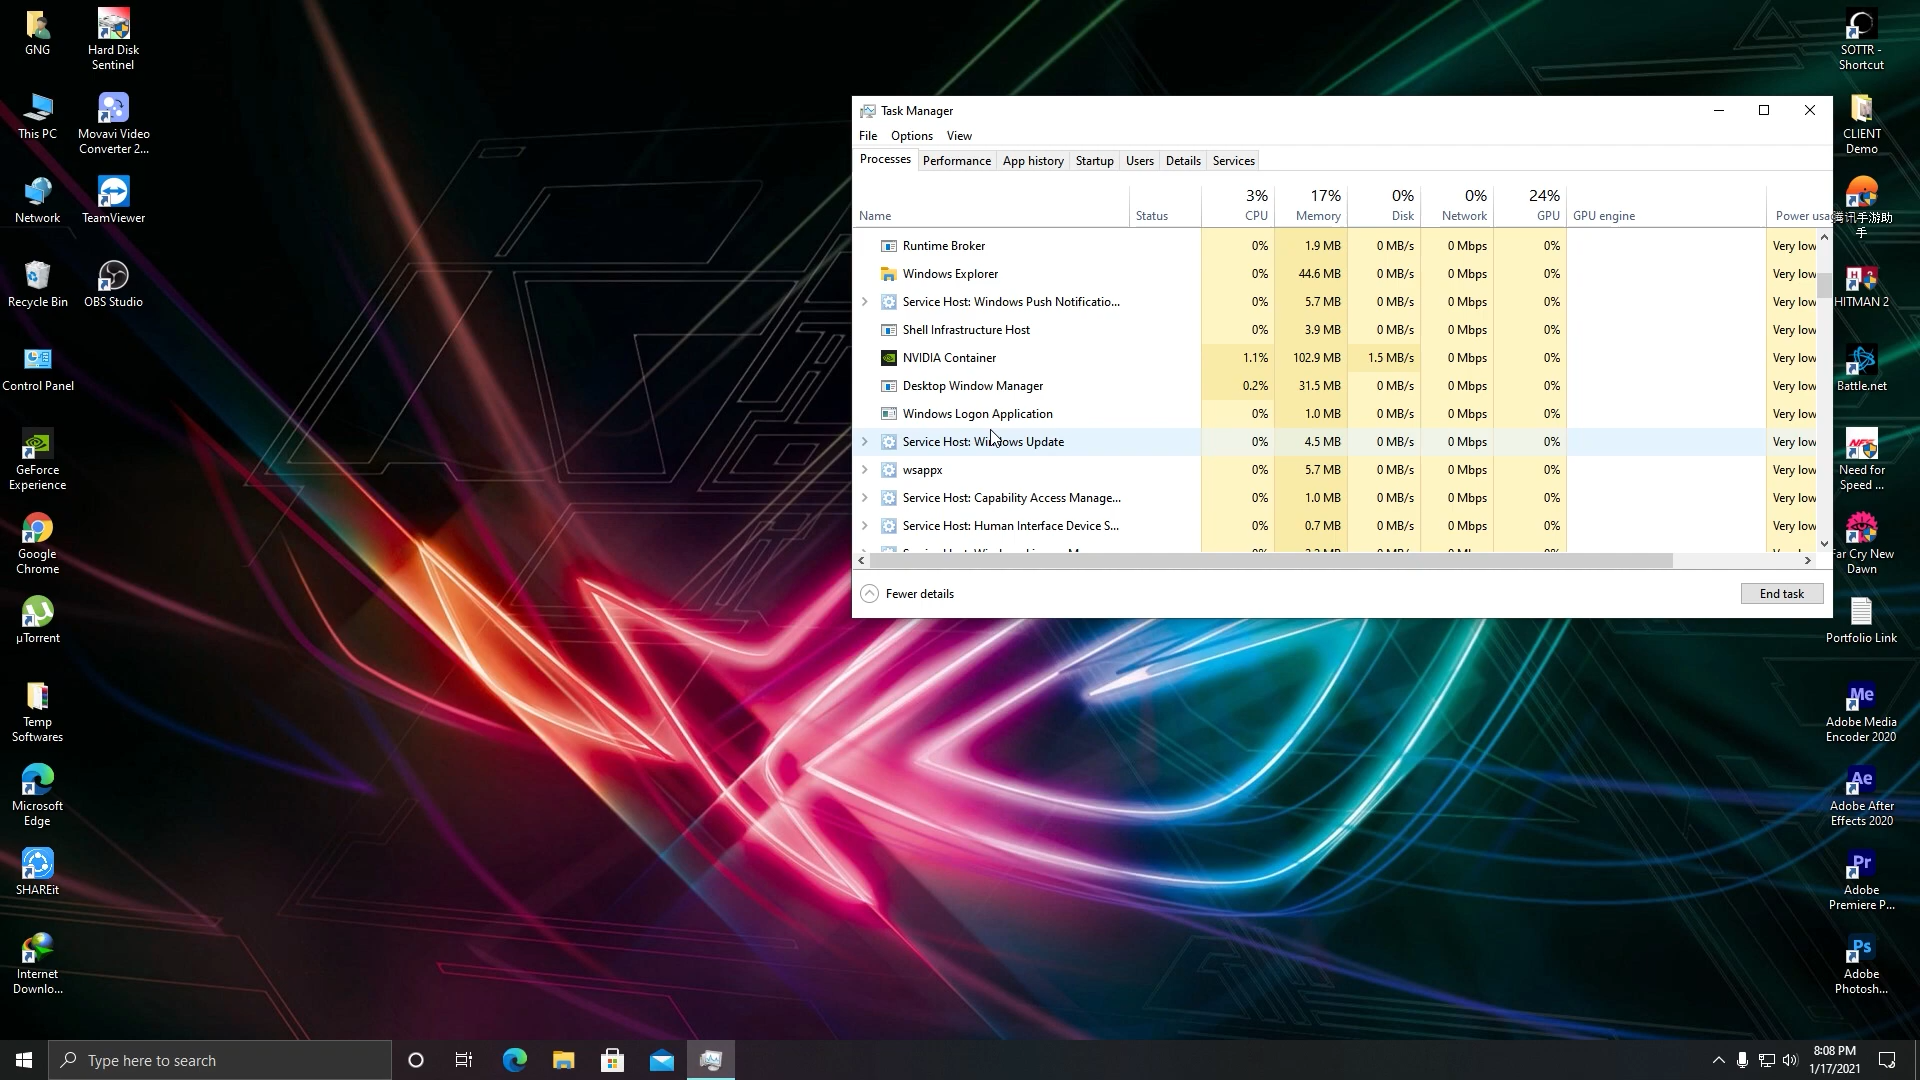 GNG
Hard Disk
Sentinel
This PC
Movavi Video
Converter 2...
Network
TeamViewer
Recycle Bin
OBS Studio
Control Panel
GeForce
Experience
Google
Chrome
µTorrent
Temp
Softwares
Microsoft
Edge
SHAREit
Internet
Downlo...
Task Manager
File Options View
Processes Performance App history Startup Users Details Services
3% 17% 0% 0% 24%
Name Status CPU Memory Disk Network GPU GPU engine Power usag
Runtime Broker 0% 1.9 MB 0 MB/s 0 Mbps 0% Very low
Windows Explorer 0% 44.6 MB 0 MB/s 0 Mbps 0% Very low
Service Host: Windows Push Notificatio... 0% 5.7 MB 0 MB/s 0 Mbps 0% Very low
Shell Infrastructure Host 0% 3.9 MB 0 MB/s 0 Mbps 0% Very low
NVIDIA Container 1.1% 102.9 MB 1.5 MB/s 0 Mbps 0% Very low
Desktop Window Manager 0.2% 31.5 MB 0 MB/s 0 Mbps 0% Very low
Windows Logon Application 0% 1.0 MB 0 MB/s 0 Mbps 0% Very low
Service Host: Windows Update 0% 4.5 MB 0 MB/s 0 Mbps 0% Very low
wsappx 0% 5.7 MB 0 MB/s 0 Mbps 0% Very low
Service Host: Capability Access Manage... 0% 1.0 MB 0 MB/s 0 Mbps 0% Very low
Service Host: Human Interface Device S... 0% 0.7 MB 0 MB/s 0 Mbps 0% Very low
Fewer details
End task
SOTTR -
Shortcut
CLIENT
Demo
腾讯手游助
手
HITMAN 2
Battle.net
Need for
Speed ...
Far Cry New
Dawn
Portfolio Link
Me
Adobe Media
Encoder 2020
Ae
Adobe After
Effects 2020
Pr
Adobe
Premiere P...
Ps
Adobe
Photosh...
Type here to search
8:08 PM
1/17/2021